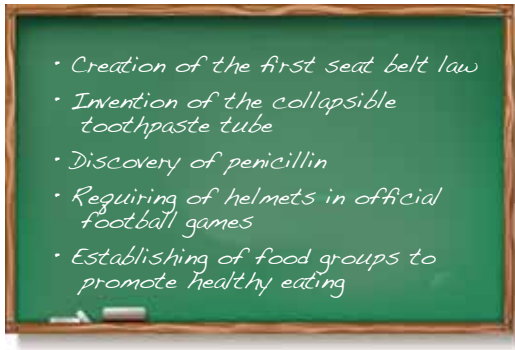 • Creation of the first seat belt law
• Invention of the collapsible
toothpaste tube
• Discovery of penicillin
• Requiring of helmets in official
football games
• Establishing of food groups to
promote healthy eating